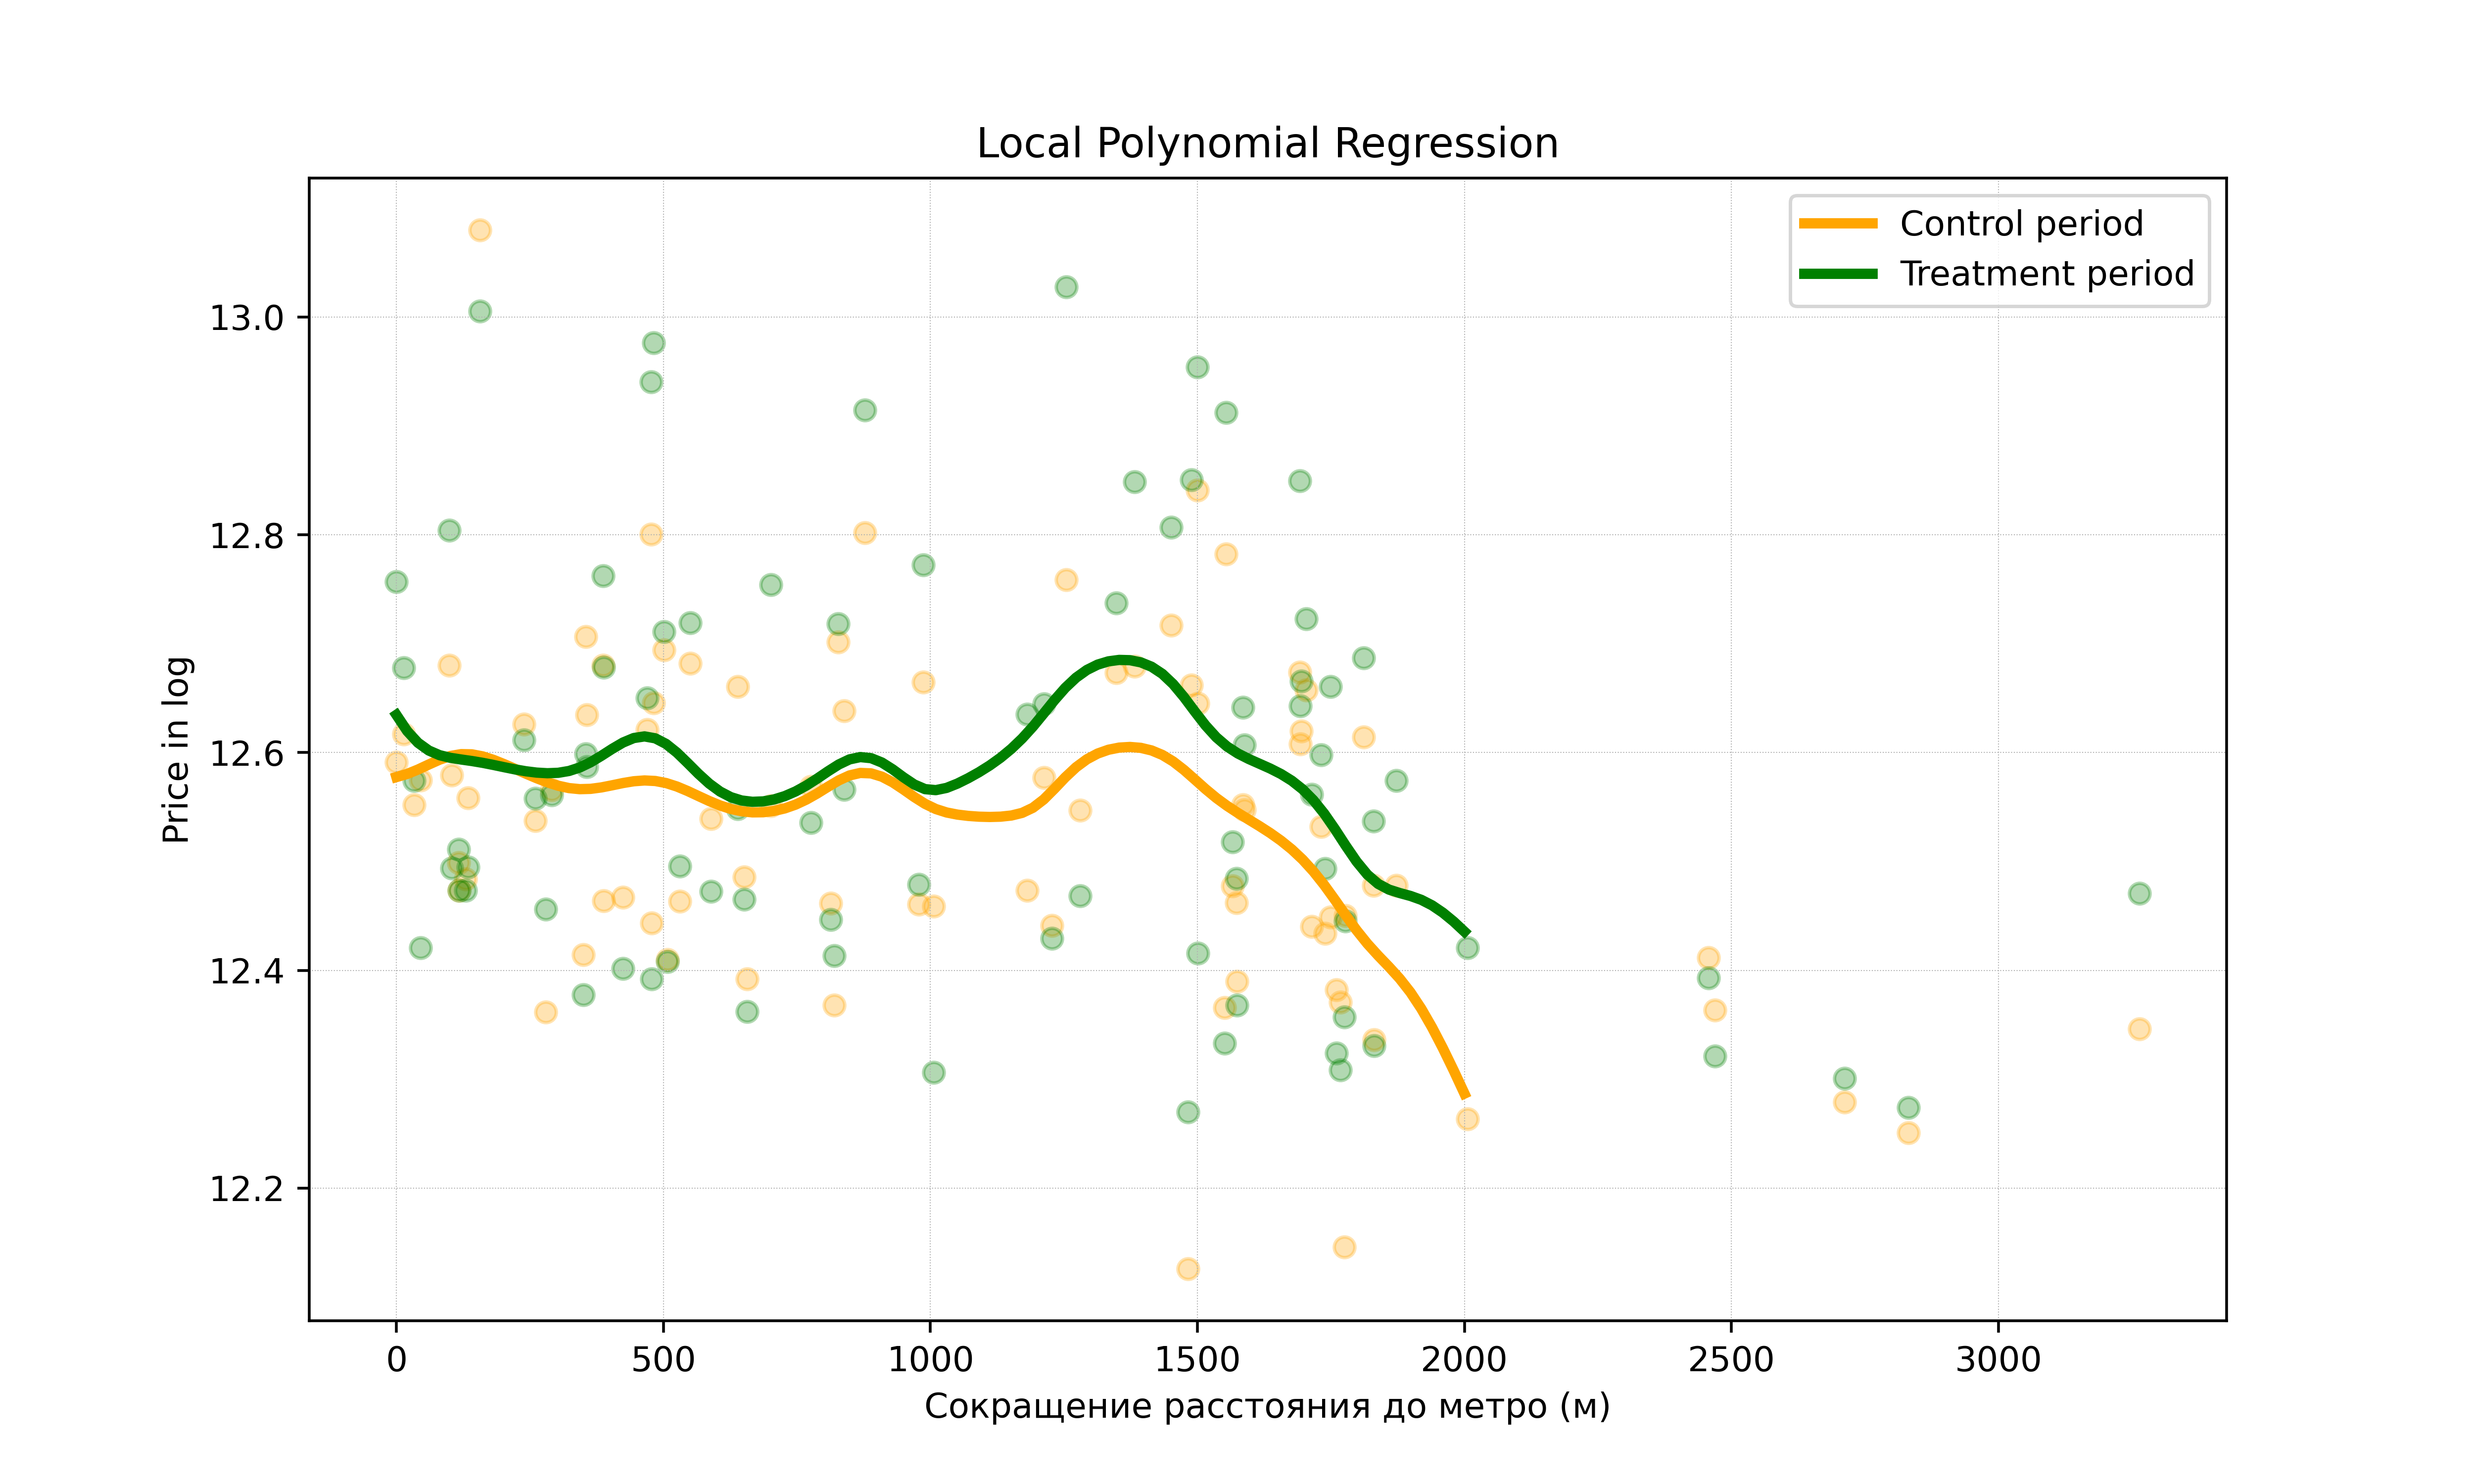 Local Polynomial Regression
Control period
Treatment period
13.0
12.8
12.6
12.4
12.2
Price in log
0 500 1000 1500 2000 2500 3000
Сокращение расстояния до метро (м)